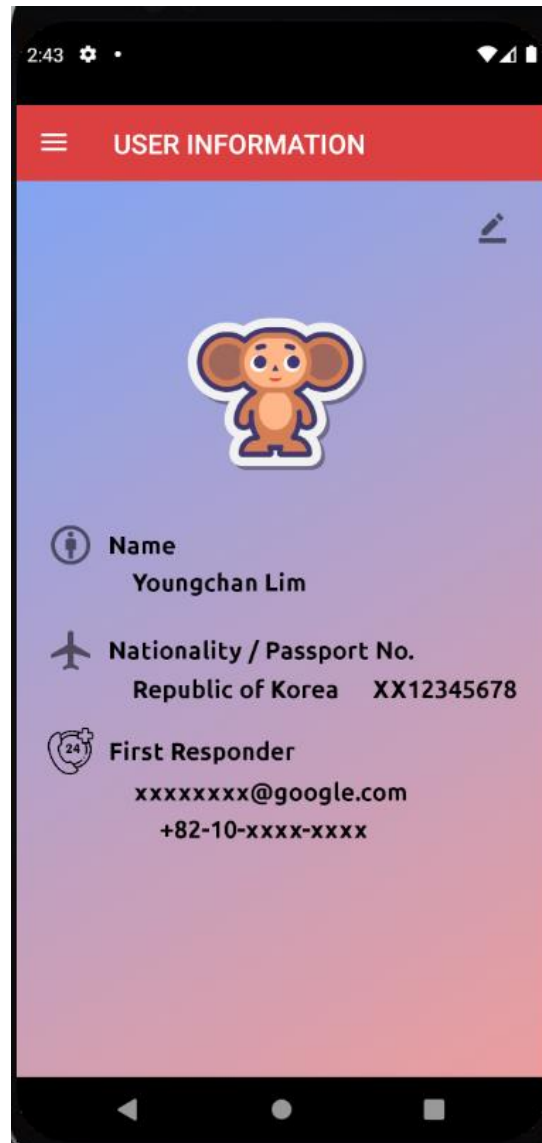 2:43
USER INFORMATION
Name
Youngchan Lim
Nationality / Passport No.
Republic of Korea XX12345678
24
First Responder
xxxxxxxx@google.com
+82-10-xxxx-xxxx